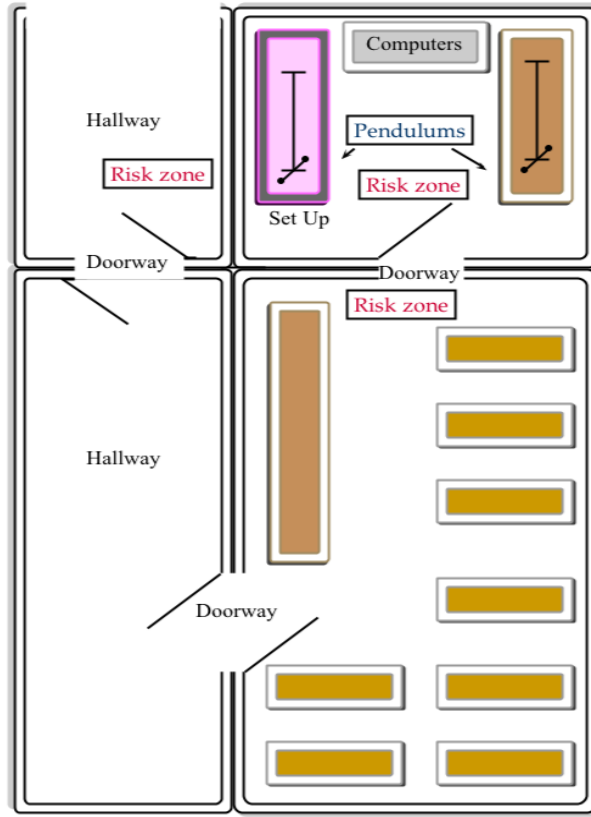 Computers
Hallway
Pendulums
Risk zone
Risk zone
Set Up
Doorway
Doorway
Risk zone
Hallway
Doorway